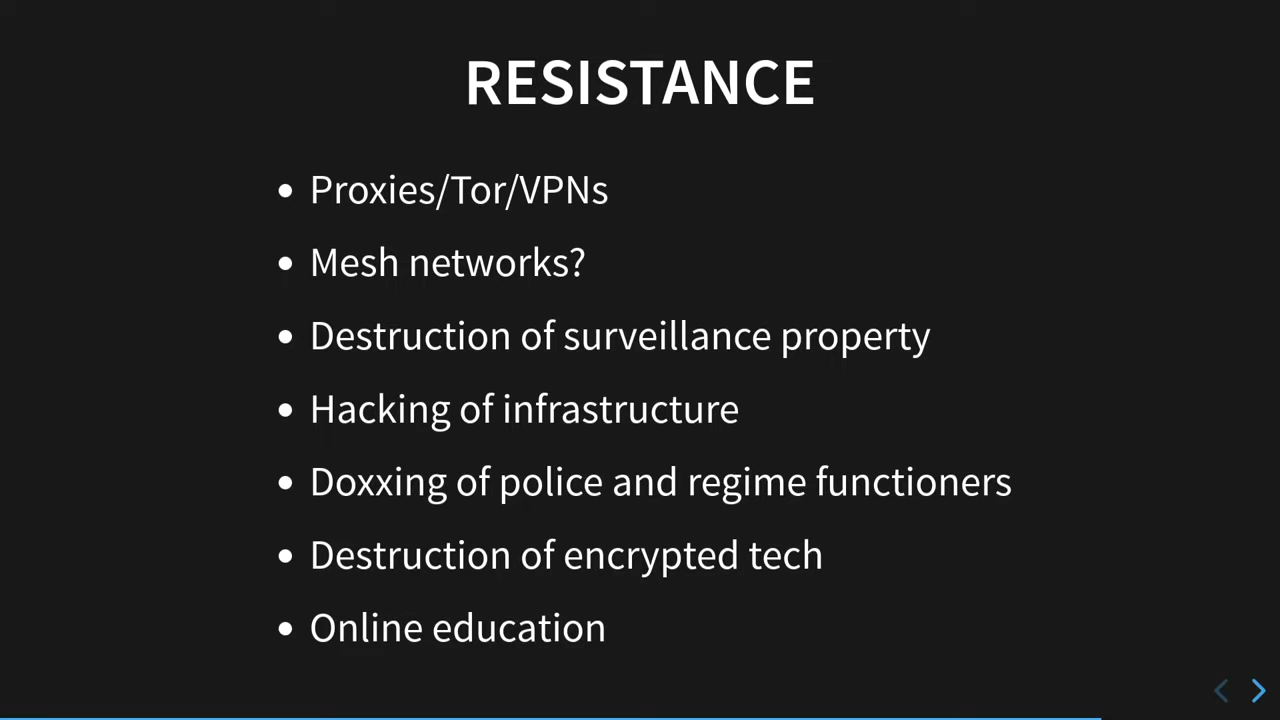 RESISTANCE
• Proxies/Tor/VPNs
• Mesh networks?
• Destruction of surveillance property
• Hacking of infrastructure
• Doxxing of police and regime functioners
• Destruction of encrypted tech
• Online education